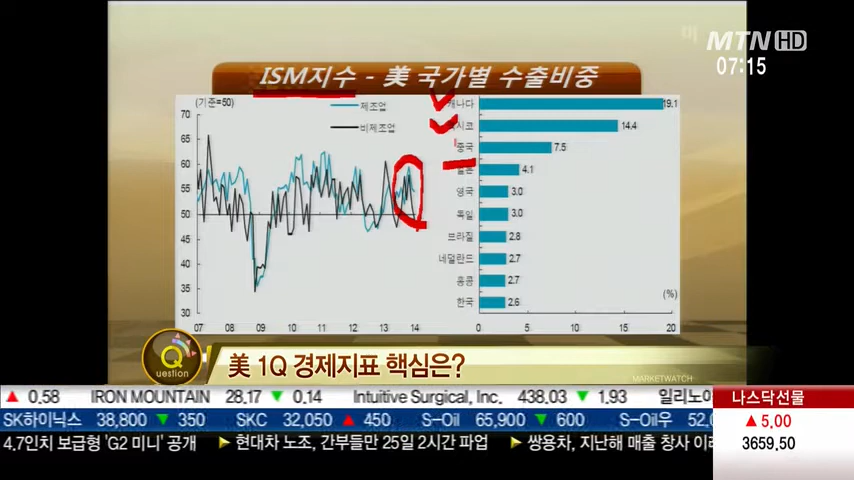 MTN HD
07:15
ISM지수 - 美 국가별 수출비중
(기준=50)
제조업
비제조업
70
65
60
55
50
45
40
35
30
07 08 09 10 11 12 13 14
캐나다 19.1
14.4
중국 7.5
일본 4.1
영국 3.0
독일 3.0
브라질 2.8
네덜란드 2.7
홍콩 2.7
한국 2.6
(%)
0 5 10 15 20
Question
美 1Q 경제지표 핵심은?
MARKETWATCH
▲ 0.58 IRON MOUNTAIN 28.17 ▼ 0.14 Intuitive Surgical, Inc. 438.03 ▼ 1.93 일리노이
SK하이닉스 38,800 ▼ 350 SKC 32,050 ▲ 450 S-Oil 65,900 ▼ 600 S-Oil우 52,0
4.7인치 보급형 'G2 미니' 공개 ▶ 현대차 노조, 간부들만 25일 2시간 파업 ▶ 쌍용차, 지난해 매출 창사 이래
나스닥선물
▲ 5.00
3659.50